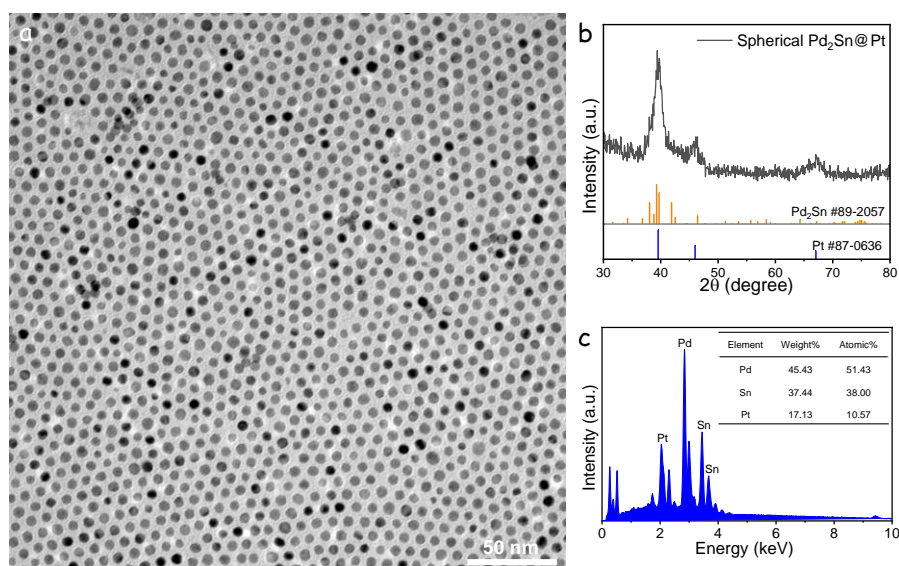 a
50 nm
b
Spherical Pd₂Sn@Pt
Intensity (a.u.)
Pd₂Sn #89-2057
Pt #87-0636
30 40 50 60 70 80
2θ (degree)
c
Element Weight% Atomic%
Pd 45.43 51.43
Sn 37.44 38.00
Pt 17.13 10.57
Pd
Pt
Sn
Sn
Intensity (a.u.)
0 2 4 6 8 10
Energy (keV)